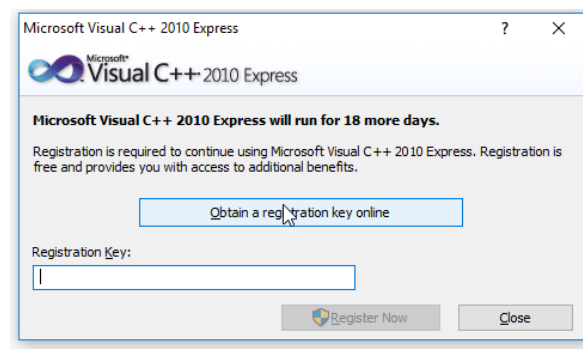 Microsoft Visual C++ 2010 Express
?
Microsoft®
Visual C++ 2010 Express
Microsoft Visual C++ 2010 Express will run for 18 more days.
Registration is required to continue using Microsoft Visual C++ 2010 Express. Registration is
free and provides you with access to additional benefits.
Obtain a registration key online
Registration Key:
Register Now
Close